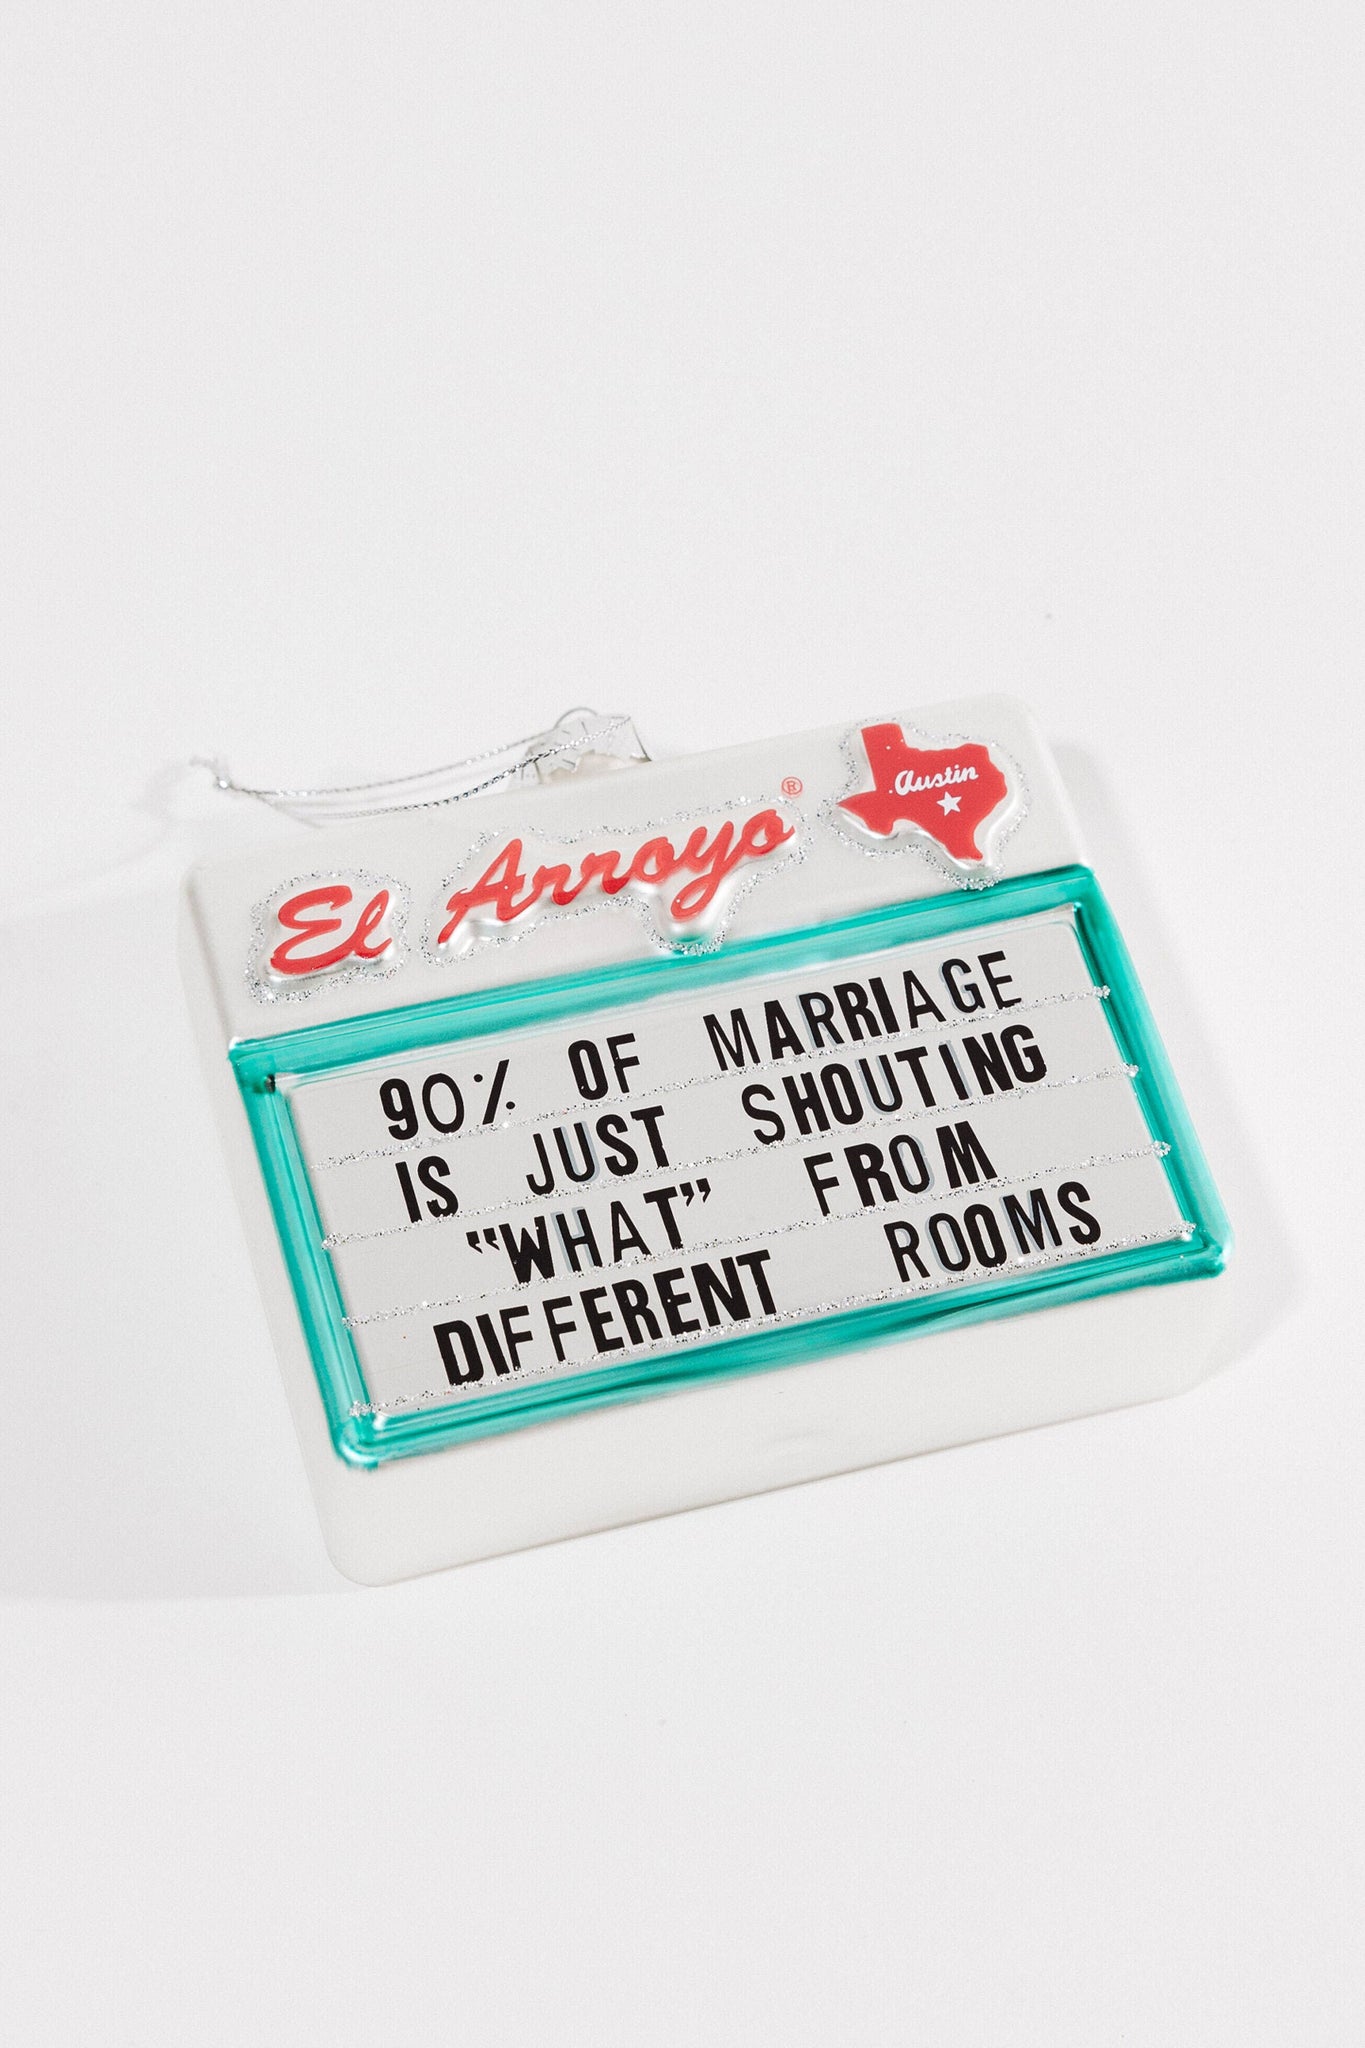 El Arroyo®
Austin
90% OF MARRIAGE
IS JUST SHOUTING
“WHAT” FROM
DIFFERENT ROOMS